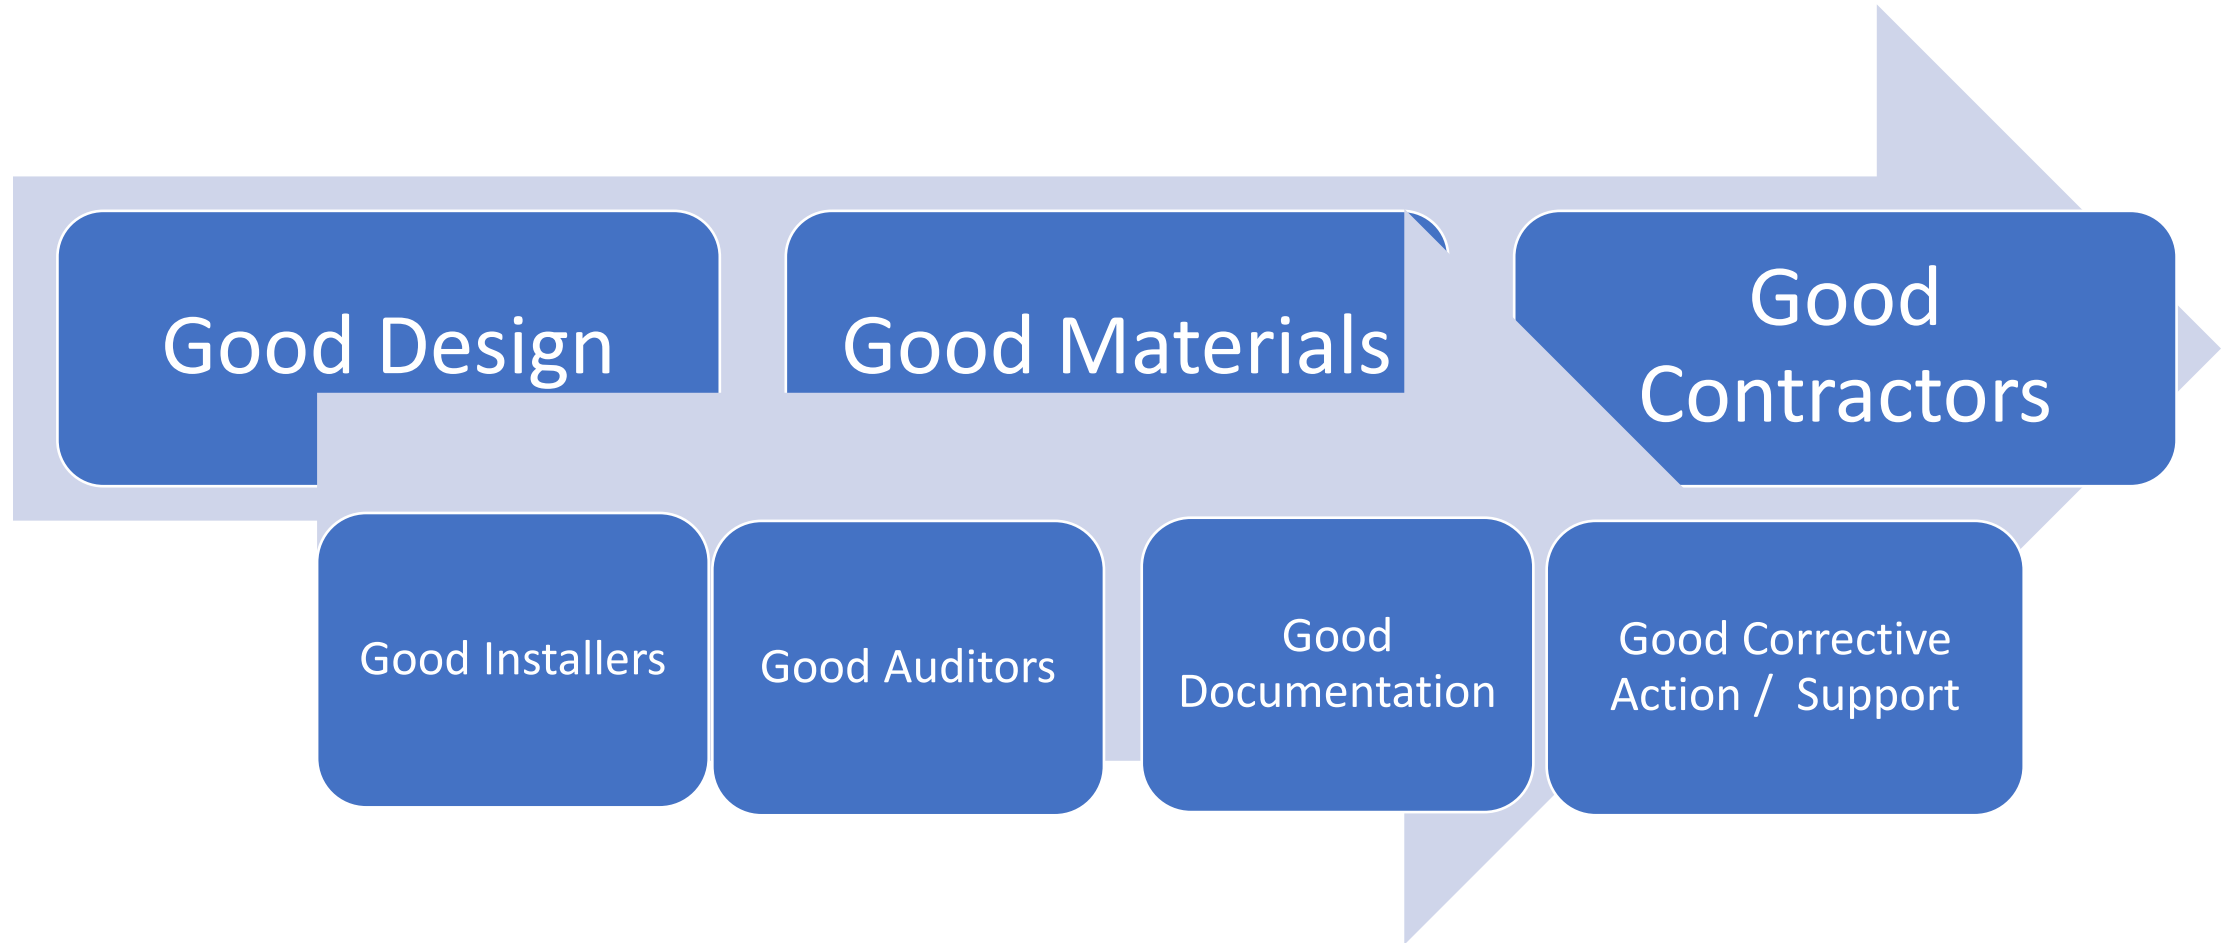 Good Design
Good Materials
Good
Contractors
Good Installers
Good Auditors
Good
Documentation
Good Corrective
Action /  Support